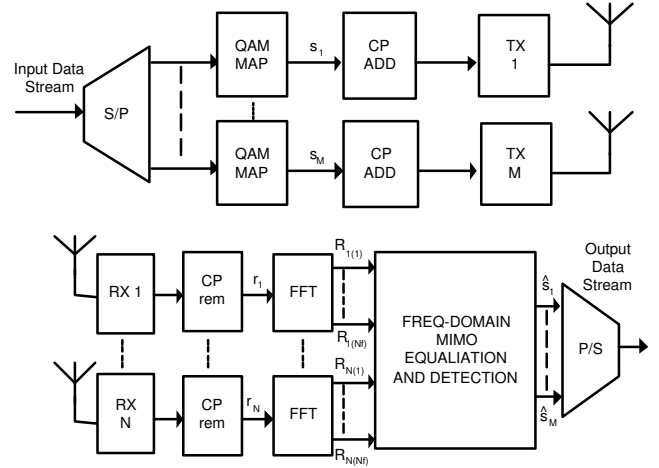 Input Data
Stream
S/P
QAM
MAP
s1
CP
ADD
TX
1
QAM
MAP
sM
CP
ADD
TX
M
RX 1
CP
rem
r1
FFT
R1(1)
R1(Nf)
RX
N
CP
rem
rN
FFT
RN(1)
RN(Nf)
FREQ-DOMAIN
MIMO
EQUALIATION
AND DETECTION
ŝ1
ŝM
Output
Data
Stream
P/S